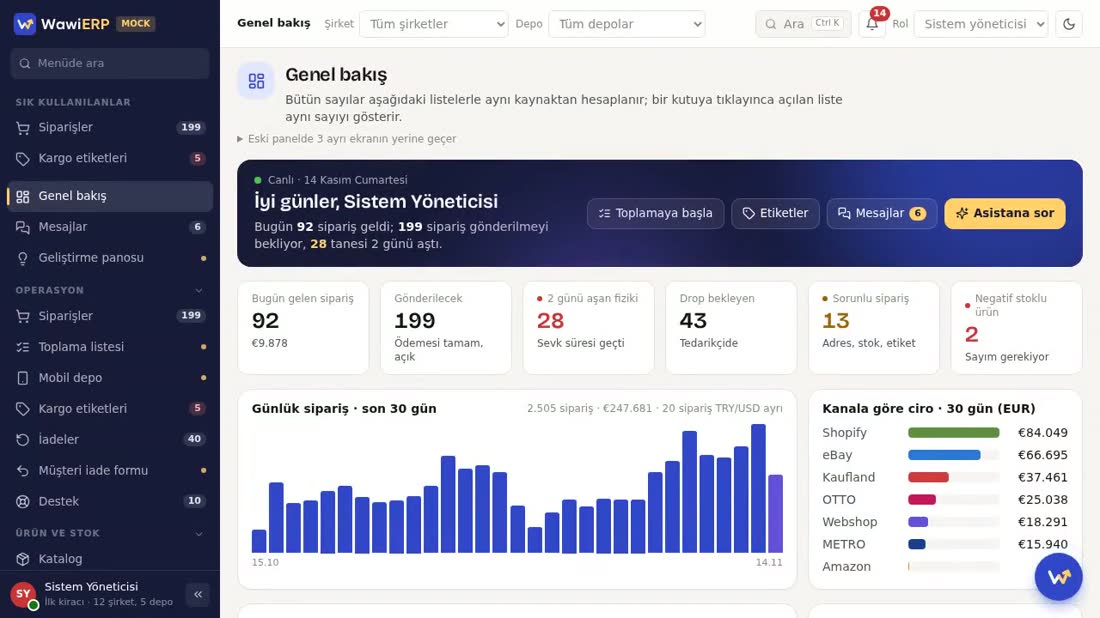 WawiERP MOCK
Menüde ara
SIK KULLANILANLAR
Siparişler 199
Kargo etiketleri 5
Genel bakış
Mesajlar 6
Geliştirme panosu
OPERASYON
Siparişler 199
Toplama listesi
Mobil depo
Kargo etiketleri 5
İadeler 40
Müşteri iade formu
Destek 10
ÜRÜN VE STOK
Katalog
SY Sistem Yöneticisi
İlk kiracı · 12 şirket, 5 depo
Genel bakış Şirket Tüm şirketler Depo Tüm depolar Ara Ctrl K 14 Rol Sistem yöneticisi
Genel bakış
Bütün sayılar aşağıdaki listelerle aynı kaynaktan hesaplanır; bir kutuya tıklayınca açılan liste
aynı sayıyı gösterir.
Eski panelde 3 ayrı ekranın yerine geçer
Canlı · 14 Kasım Cumartesi
İyi günler, Sistem Yöneticisi
Bugün 92 sipariş geldi; 199 sipariş gönderilmeyi
bekliyor, 28 tanesi 2 günü aştı.
Toplamaya başla Etiketler Mesajlar 6 Asistana sor
Bugün gelen sipariş
92
€9.878
Gönderilecek
199
Ödemesi tamam,
açık
2 günü aşan fiziki
28
Sevk süresi geçti
Drop bekleyen
43
Tedarikçide
Sorunlu sipariş
13
Adres, stok, etiket
Negatif stoklu
ürün
2
Sayım gerekiyor
Günlük sipariş · son 30 gün 2.505 sipariş · €247.681 · 20 sipariş TRY/USD ayrı
15.10 14.11
Kanala göre ciro · 30 gün (EUR)
Shopify €84.049
eBay €66.695
Kaufland €37.461
OTTO €25.038
Webshop €18.291
METRO €15.940
Amazon